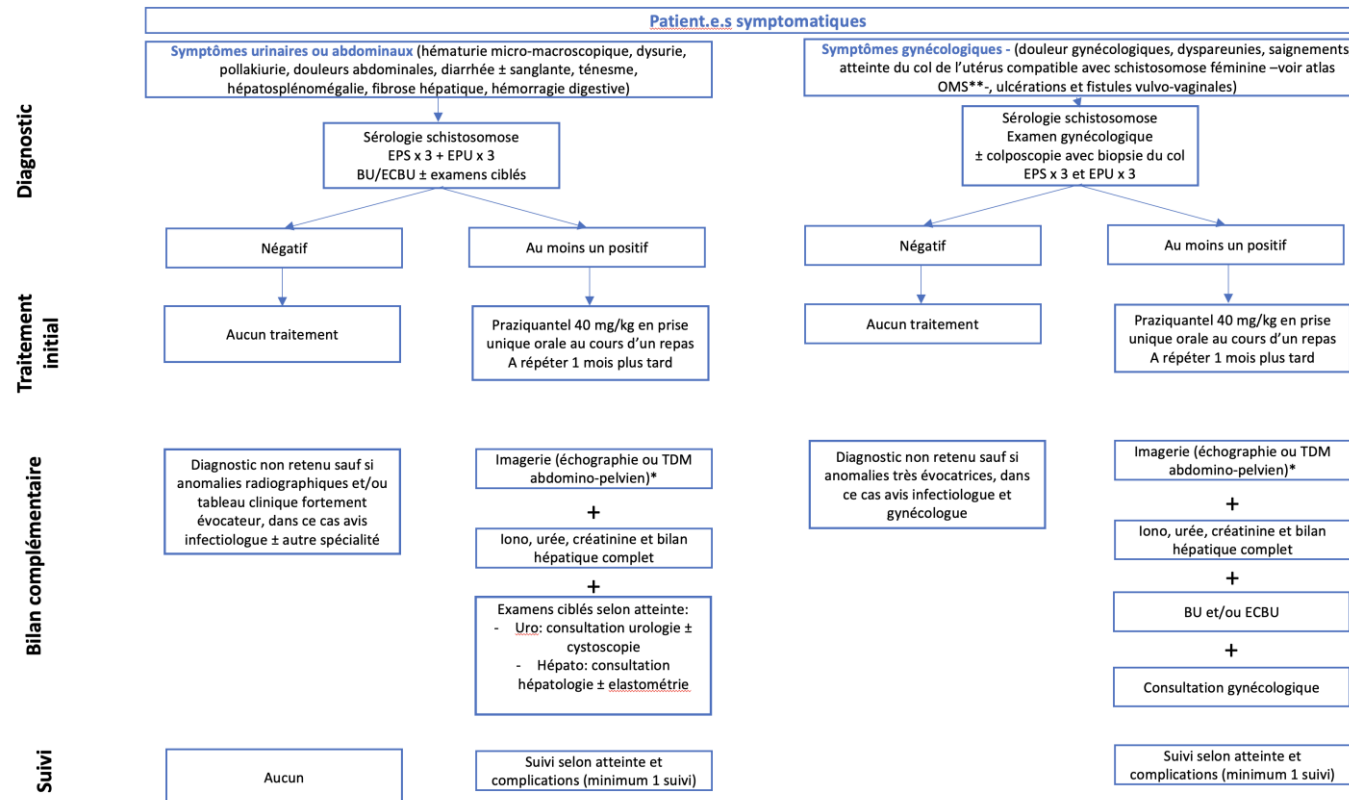 Patient.e.s symptomatiques
Symptômes urinaires ou abdominaux (hématurie micro-macroscopique, dysurie,
pollakiurie, douleurs abdominales, diarrhée ± sanglante, ténesme,
hépatosplénomégalie, fibrose hépatique, hémorragie digestive)
Symptômes gynécologiques - (douleur gynécologiques, dyspareunies, saignements,
atteinte du col de l’utérus compatible avec schistosomose féminine –voir atlas
OMS**-, ulcérations et fistules vulvo-vaginales)
Diagnostic
Sérologie schistosomose
EPS x 3 + EPU x 3
BU/ECBU ± examens ciblés
Sérologie schistosomose
Examen gynécologique
± colposcopie avec biopsie du col
EPS x 3 et EPU x 3
Négatif
Au moins un positif
Négatif
Au moins un positif
Traitement
initial
Aucun traitement
Praziquantel 40 mg/kg en prise
unique orale au cours d’un repas
A répéter 1 mois plus tard
Aucun traitement
Praziquantel 40 mg/kg en prise
unique orale au cours d’un repas
A répéter 1 mois plus tard
Bilan complémentaire
Diagnostic non retenu sauf si
anomalies radiographiques et/ou
tableau clinique fortement
évocateur, dans ce cas avis
infectiologue ± autre spécialité
Imagerie (échographie ou TDM
abdomino-pelvien)*
+
Iono, urée, créatinine et bilan
hépatique complet
+
Examens ciblés selon atteinte:
- Uro: consultation urologie ±
cystoscopie
- Hépato: consultation
hépatologie ± elastométrie
Diagnostic non retenu sauf si
anomalies très évocatrices, dans
ce cas avis infectiologue et
gynécologue
Imagerie (échographie ou TDM
abdomino-pelvien)*
+
Iono, urée, créatinine et bilan
hépatique complet
+
BU et/ou ECBU
+
Consultation gynécologique
Suivi
Aucun
Suivi selon atteinte et
complications (minimum 1 suivi)
Suivi selon atteinte et
complications (minimum 1 suivi)